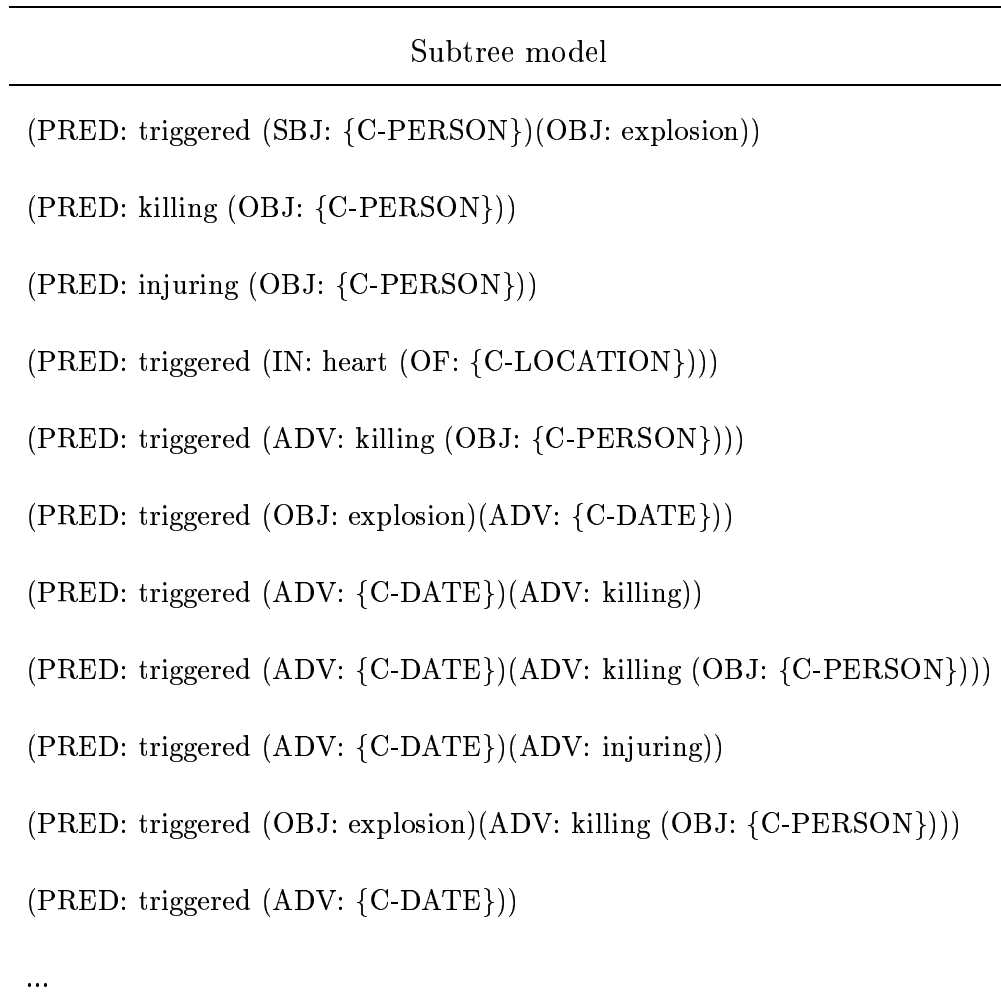 Subtree model
(PRED: triggered (SBJ: {C-PERSON})(OBJ: explosion))
(PRED: killing (OBJ: {C-PERSON}))
(PRED: injuring (OBJ: {C-PERSON}))
(PRED: triggered (IN: heart (OF: {C-LOCATION})))
(PRED: triggered (ADV: killing (OBJ: {C-PERSON})))
(PRED: triggered (OBJ: explosion)(ADV: {C-DATE}))
(PRED: triggered (ADV: {C-DATE})(ADV: killing))
(PRED: triggered (ADV: {C-DATE})(ADV: killing (OBJ: {C-PERSON})))
(PRED: triggered (ADV: {C-DATE})(ADV: injuring))
(PRED: triggered (OBJ: explosion)(ADV: killing (OBJ: {C-PERSON})))
(PRED: triggered (ADV: {C-DATE}))
...